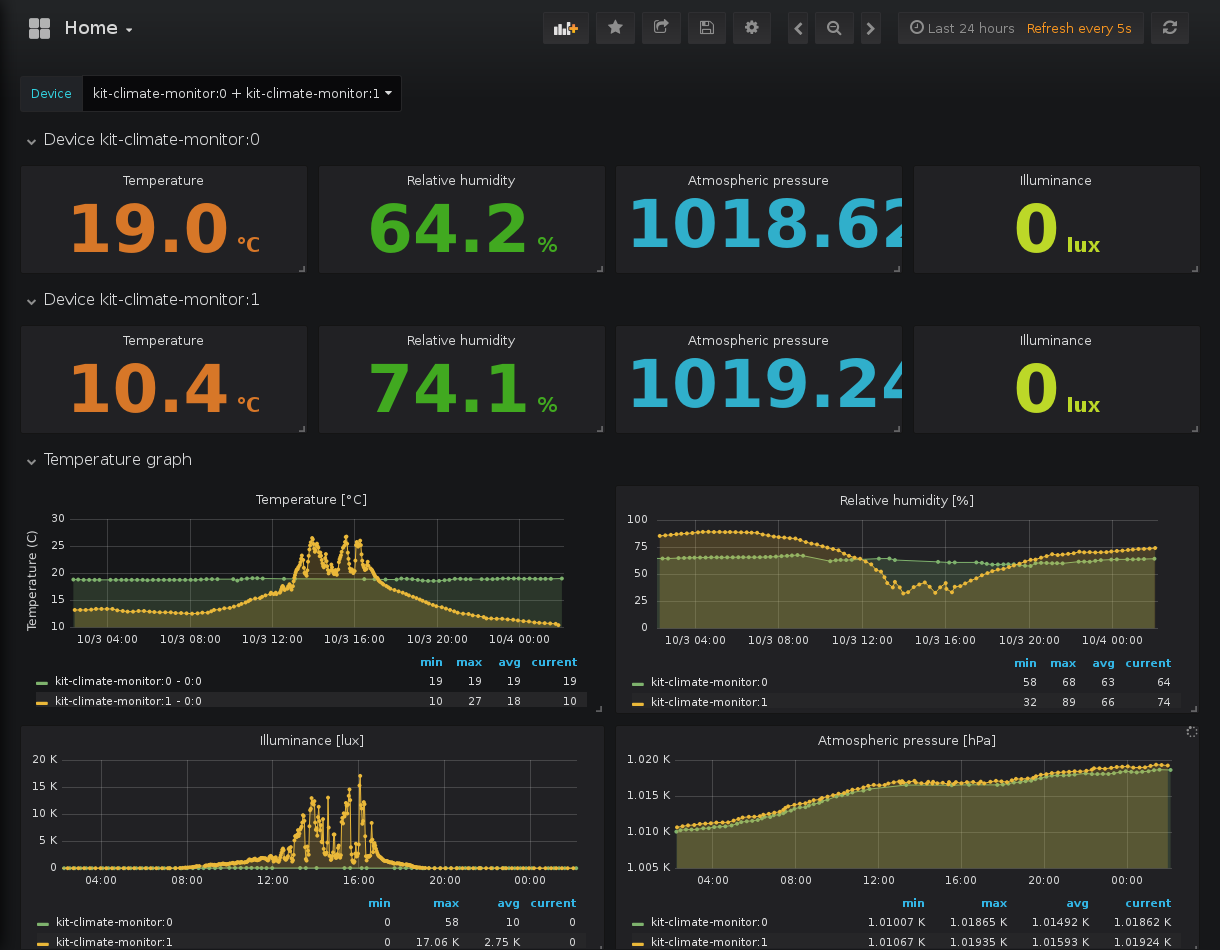 Home
Last 24 hours Refresh every 5s
Device kit-climate-monitor:0 + kit-climate-monitor:1
Device kit-climate-monitor:0
Temperature Relative humidity Atmospheric pressure Illuminance
19.0 °C 64.2 % 1018.62 0 lux
Device kit-climate-monitor:1
Temperature Relative humidity Atmospheric pressure Illuminance
10.4 °C 74.1 % 1019.24 0 lux
Temperature graph
Temperature [°C]
Temperature (C)
30
25
20
15
10
10/3 04:00 10/3 08:00 10/3 12:00 10/3 16:00 10/3 20:00 10/4 00:00
min max avg current
kit-climate-monitor:0 - 0:0 19 19 19 19
kit-climate-monitor:1 - 0:0 10 27 18 10
Relative humidity [%]
100
75
50
25
0
10/3 04:00 10/3 08:00 10/3 12:00 10/3 16:00 10/3 20:00 10/4 00:00
min max avg current
kit-climate-monitor:0 58 68 63 64
kit-climate-monitor:1 32 89 66 74
Illuminance [lux]
20 K
15 K
10 K
5 K
0
04:00 08:00 12:00 16:00 20:00 00:00
min max avg current
kit-climate-monitor:0 0 58 10 0
kit-climate-monitor:1 0 17.06 K 2.75 K 0
Atmospheric pressure [hPa]
1.020 K
1.015 K
1.010 K
1.005 K
04:00 08:00 12:00 16:00 20:00 00:00
min max avg current
kit-climate-monitor:0 1.01007 K 1.01865 K 1.01492 K 1.01862 K
kit-climate-monitor:1 1.01067 K 1.01935 K 1.01593 K 1.01924 K